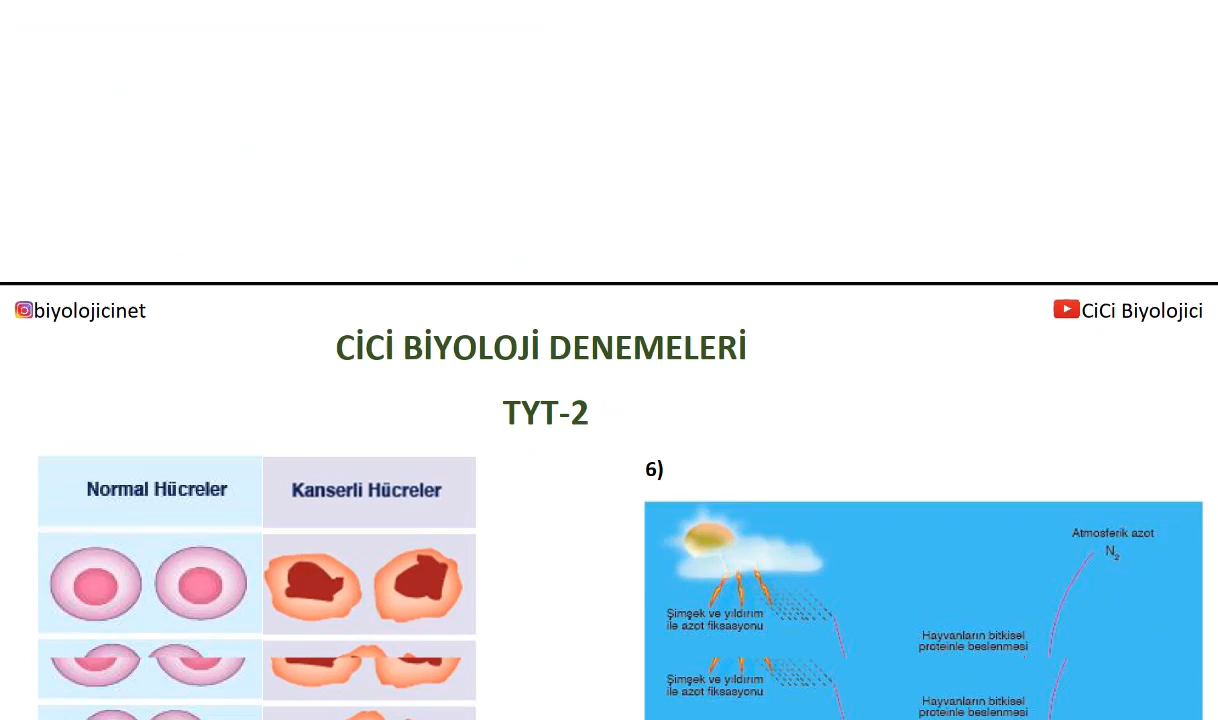 biyolojicinet
CiCi Biyolojici
CİCİ BİYOLOJİ DENEMELERİ
TYT-2
Normal Hücreler
Kanserli Hücreler
6)
Atmosferik azot
N₂
Şimşek ve yıldırım
ile azot fiksasyonu
Hayvanların bitkisel
proteinle beslenmesi
Şimşek ve yıldırım
ile azot fiksasyonu
Hayvanların bitkisel
proteinle beslenmesi